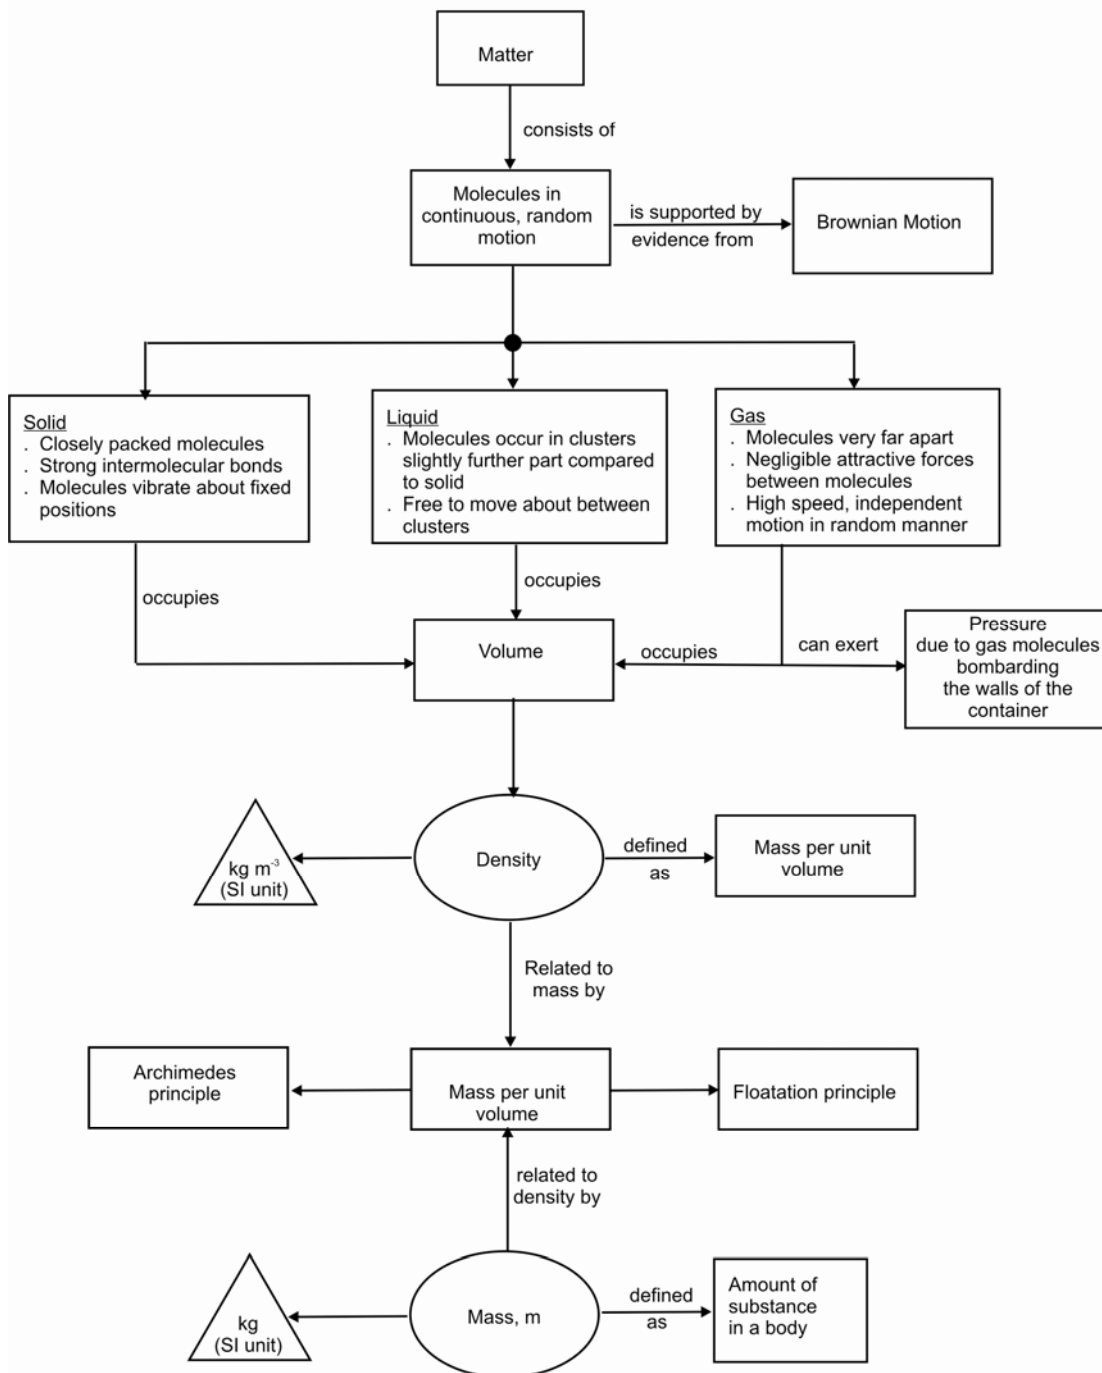 Matter
consists of
Molecules in
continuous, random
motion
is supported by
evidence from
Brownian Motion
Solid
. Closely packed molecules
. Strong intermolecular bonds
. Molecules vibrate about fixed
positions
Liquid
. Molecules occur in clusters
slightly further part compared
to solid
. Free to move about between
clusters
Gas
. Molecules very far apart
. Negligible attractive forces
between molecules
. High speed, independent
motion in random manner
occupies
occupies
Volume
occupies
can exert
Pressure
due to gas molecules
bombarding
the walls of the
container
kg m⁻³
(SI unit)
Density
defined
as
Mass per unit
volume
Related to
mass by
Archimedes
principle
Mass per unit
volume
Floatation principle
related to
density by
kg
(SI unit)
Mass, m
defined
as
Amount of
substance
in a body